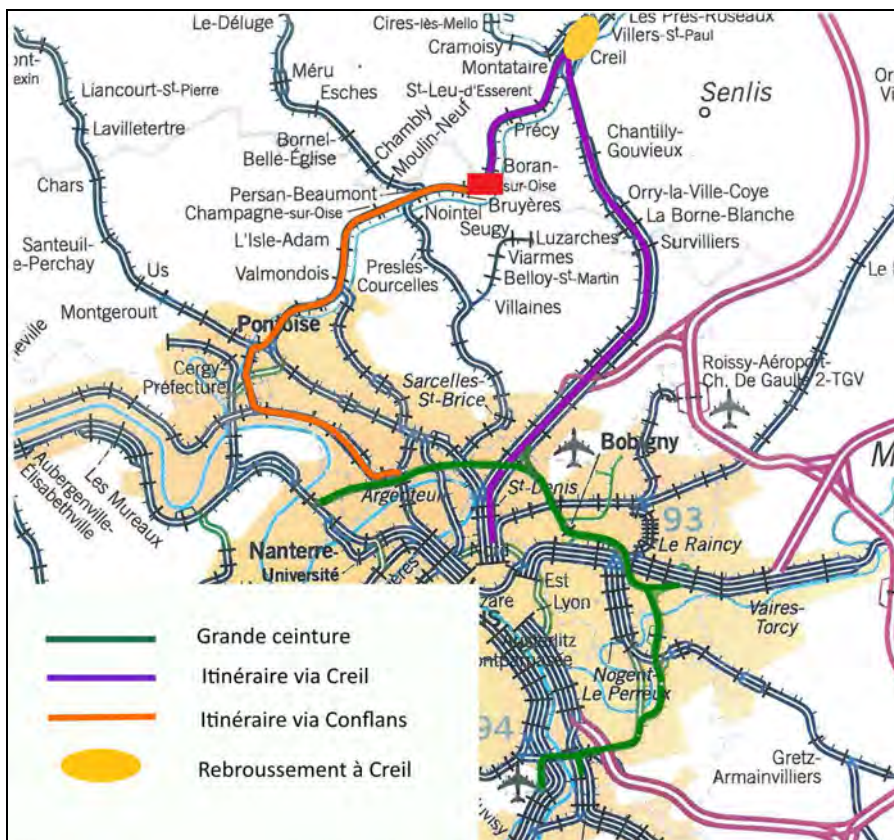 Le-Déluge
Cires-lès-Mello
Les Prés-Roseaux
Villers-St-Paul
Cramoisy
Creil
Montataire
Méru
Liancourt-St-Pierre
Esches
St-Leu-d'Esserent
Senlis
Lavilletertre
Chambly
Précy
Bornel-
Belle-Église
Moulin-Neuf
Chantilly-
Gouvieux
Chars
Boran-
sur-Oise
Persan-Beaumont
Champagne-sur-Oise
Nointel
Bruyères
Orry-la-Ville-Coye
La Borne-Blanche
Seugy
Luzarches
Survilliers
L'Isle-Adam
Viarmes
Santeuil-
e-Perchay
Us
Valmondois
Presles-
Courcelles
Belloy-St-Martin
Villaines
Montgerouit
Pontoise
Cergy-
Préfecture
Sarcelles-
St-Brice
Roissy-Aéroport-
Ch. De Gaulle 2-TGV
Bobigny
Aubergenville-
Élisabethville
Les Mureaux
Argenteuil
St-Denis
93
Le Raincy
Nanterre-
Université
Nord
Est
Lyon
Vaires-
Torcy
Nogent-
Le Perreux
94
Gretz-
Armainvilliers
Grande ceinture
Itinéraire via Creil
Itinéraire via Conflans
Rebroussement à Creil